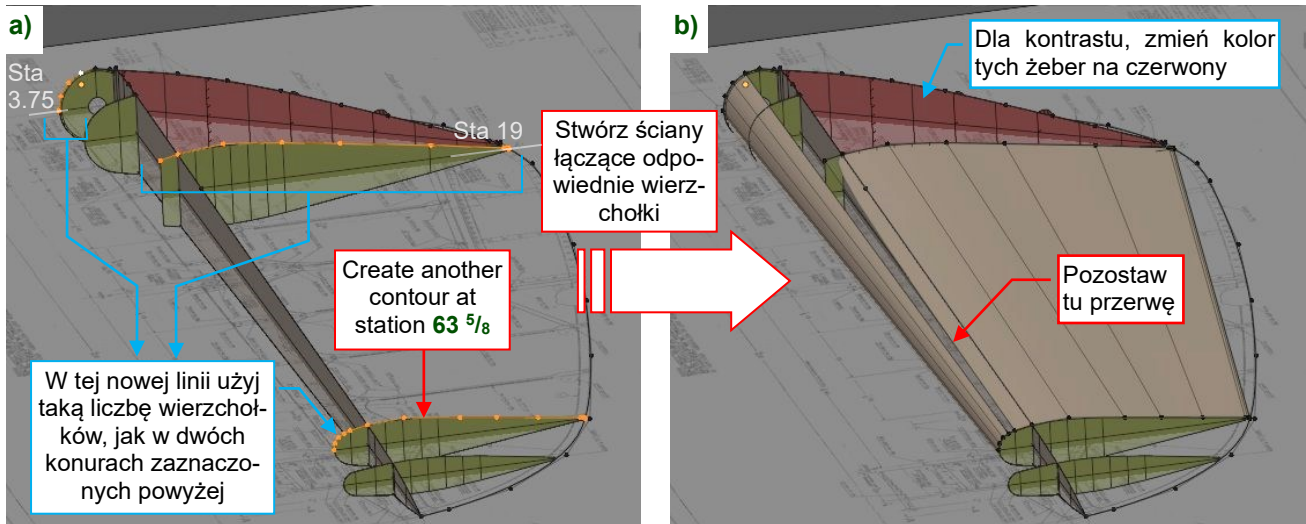 a)
Sta
3.75
Sta 19
Create another
contour at
station 63 5/8
W tej nowej linii użyj
taką liczbę wierzchoł-
ków, jak w dwóch
konurach zaznaczo-
nych powyżej
Stwórz ściany
łączące odpo-
wiednie wierz-
chołki
b)
Dla kontrastu, zmień kolor
tych żeber na czerwony
Pozostaw
tu przerwę